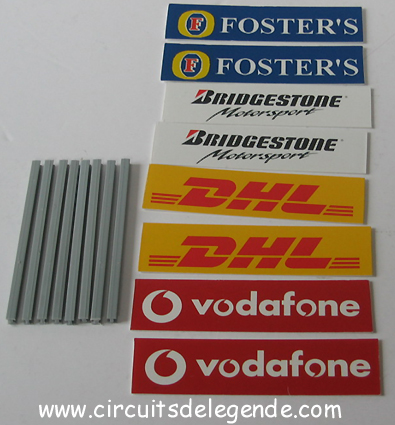 F FOSTER'S
F FOSTER'S
BRIDGESTONE
Motorsport
BRIDGESTONE
Motorsport
DHL
DHL
vodafone
vodafone
www.circuitsdelegende.com